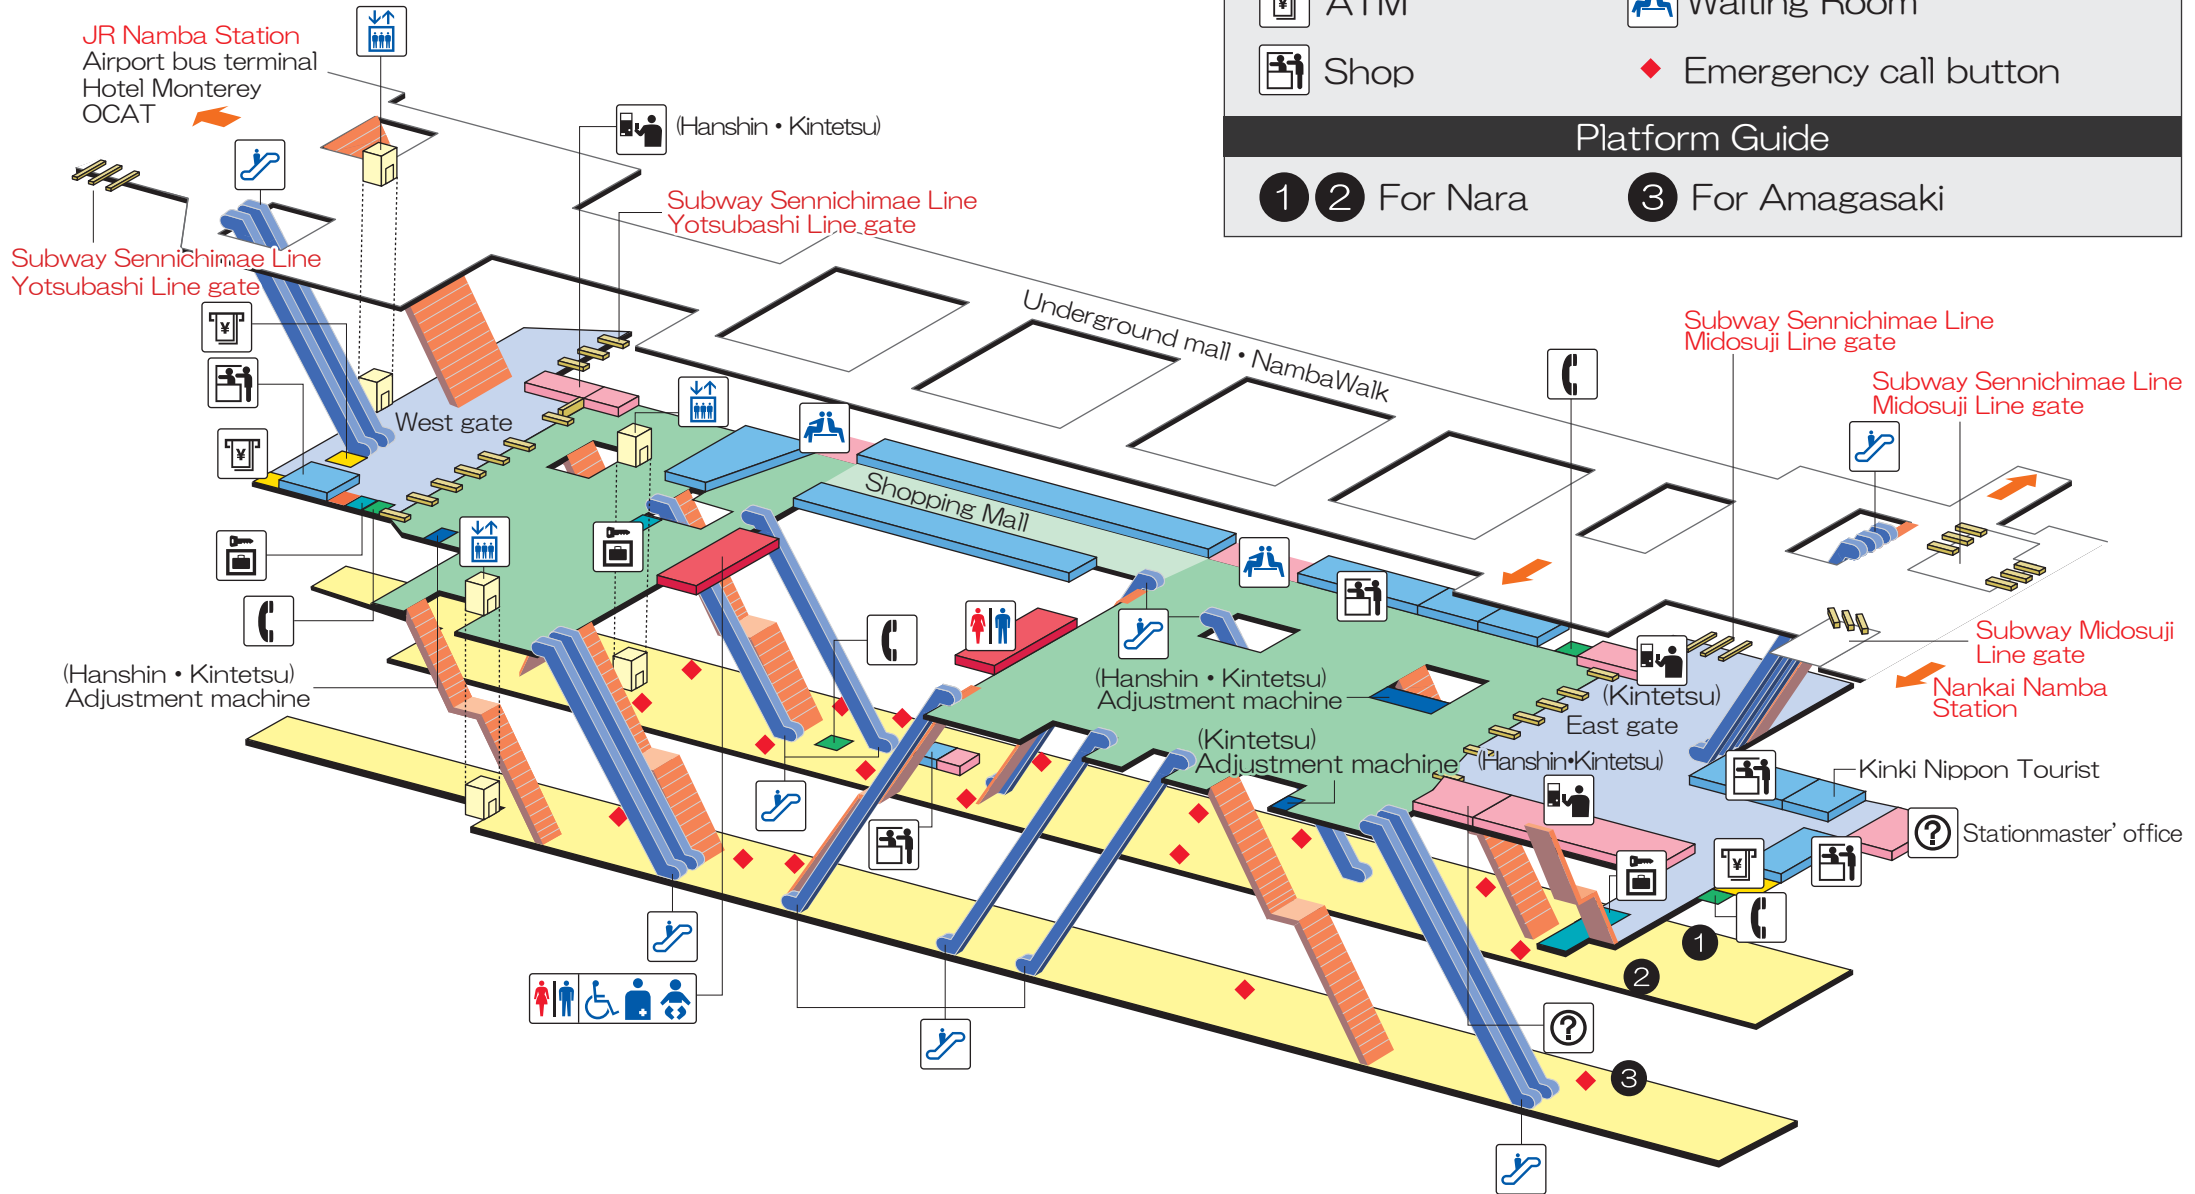 ATM
Waiting Room
Shop
Emergency call button
Platform Guide
1 2 For Nara
3 For Amagasaki
JR Namba Station
Airport bus terminal
Hotel Monterey
OCAT
(Hanshin・Kintetsu)
Subway Sennichimae Line
Yotsubashi Line gate
Subway Sennichimae Line
Yotsubashi Line gate
¥
¥
West gate
Underground mall・NambaWalk
Shopping Mall
Subway Sennichimae Line
Midosuji Line gate
Subway Sennichimae Line
Midosuji Line gate
Subway Midosuji
Line gate
Nankai Namba
Station
(Hanshin・Kintetsu)
Adjustment machine
(Hanshin・Kintetsu)
Adjustment machine
(Kintetsu)
East gate
(Kintetsu)
Adjustment machine
(Hanshin•Kintetsu)
Kinki Nippon Tourist
?
Stationmaster' office
¥
1
2
?
3